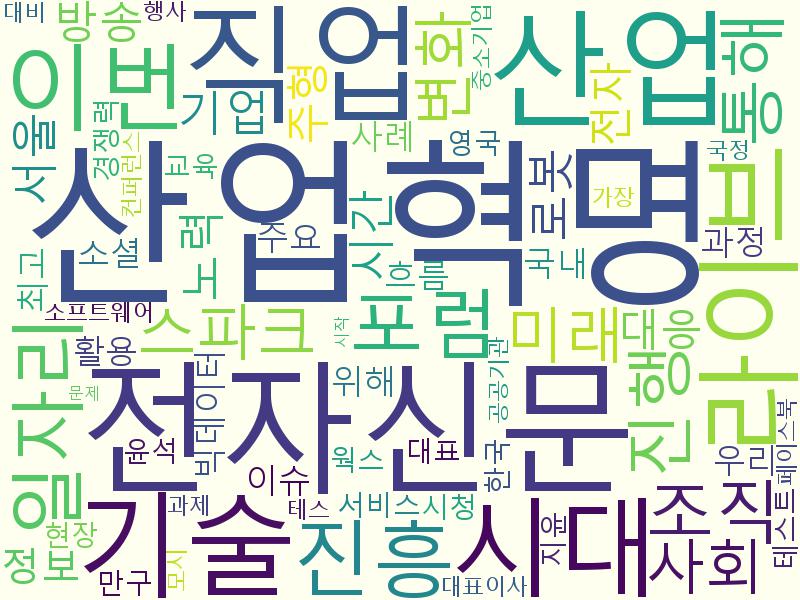 대비
방송
행사
직업
변화
중소기업
산업
통해
이번
서울
경쟁력
컨퍼런스
기업
주형
사례
영국
전자
국정
산업혁명
교육
주요
소셜
노력
시간
로봇
가장
과정
라이브
최고
흐름
국도
소프트웨어
스파크
포럼
미래
대응
시작
일자리
활용
문제
빅데이터
전자신문
위해
공공기관
진행
윤석
대표
웍스
한국
우리
페이스북
이슈
기술
과제
테스
서비스
시청
시대
조직
지윤
사회
테스트
정보
현장
만구
모시
진흥
대표이사